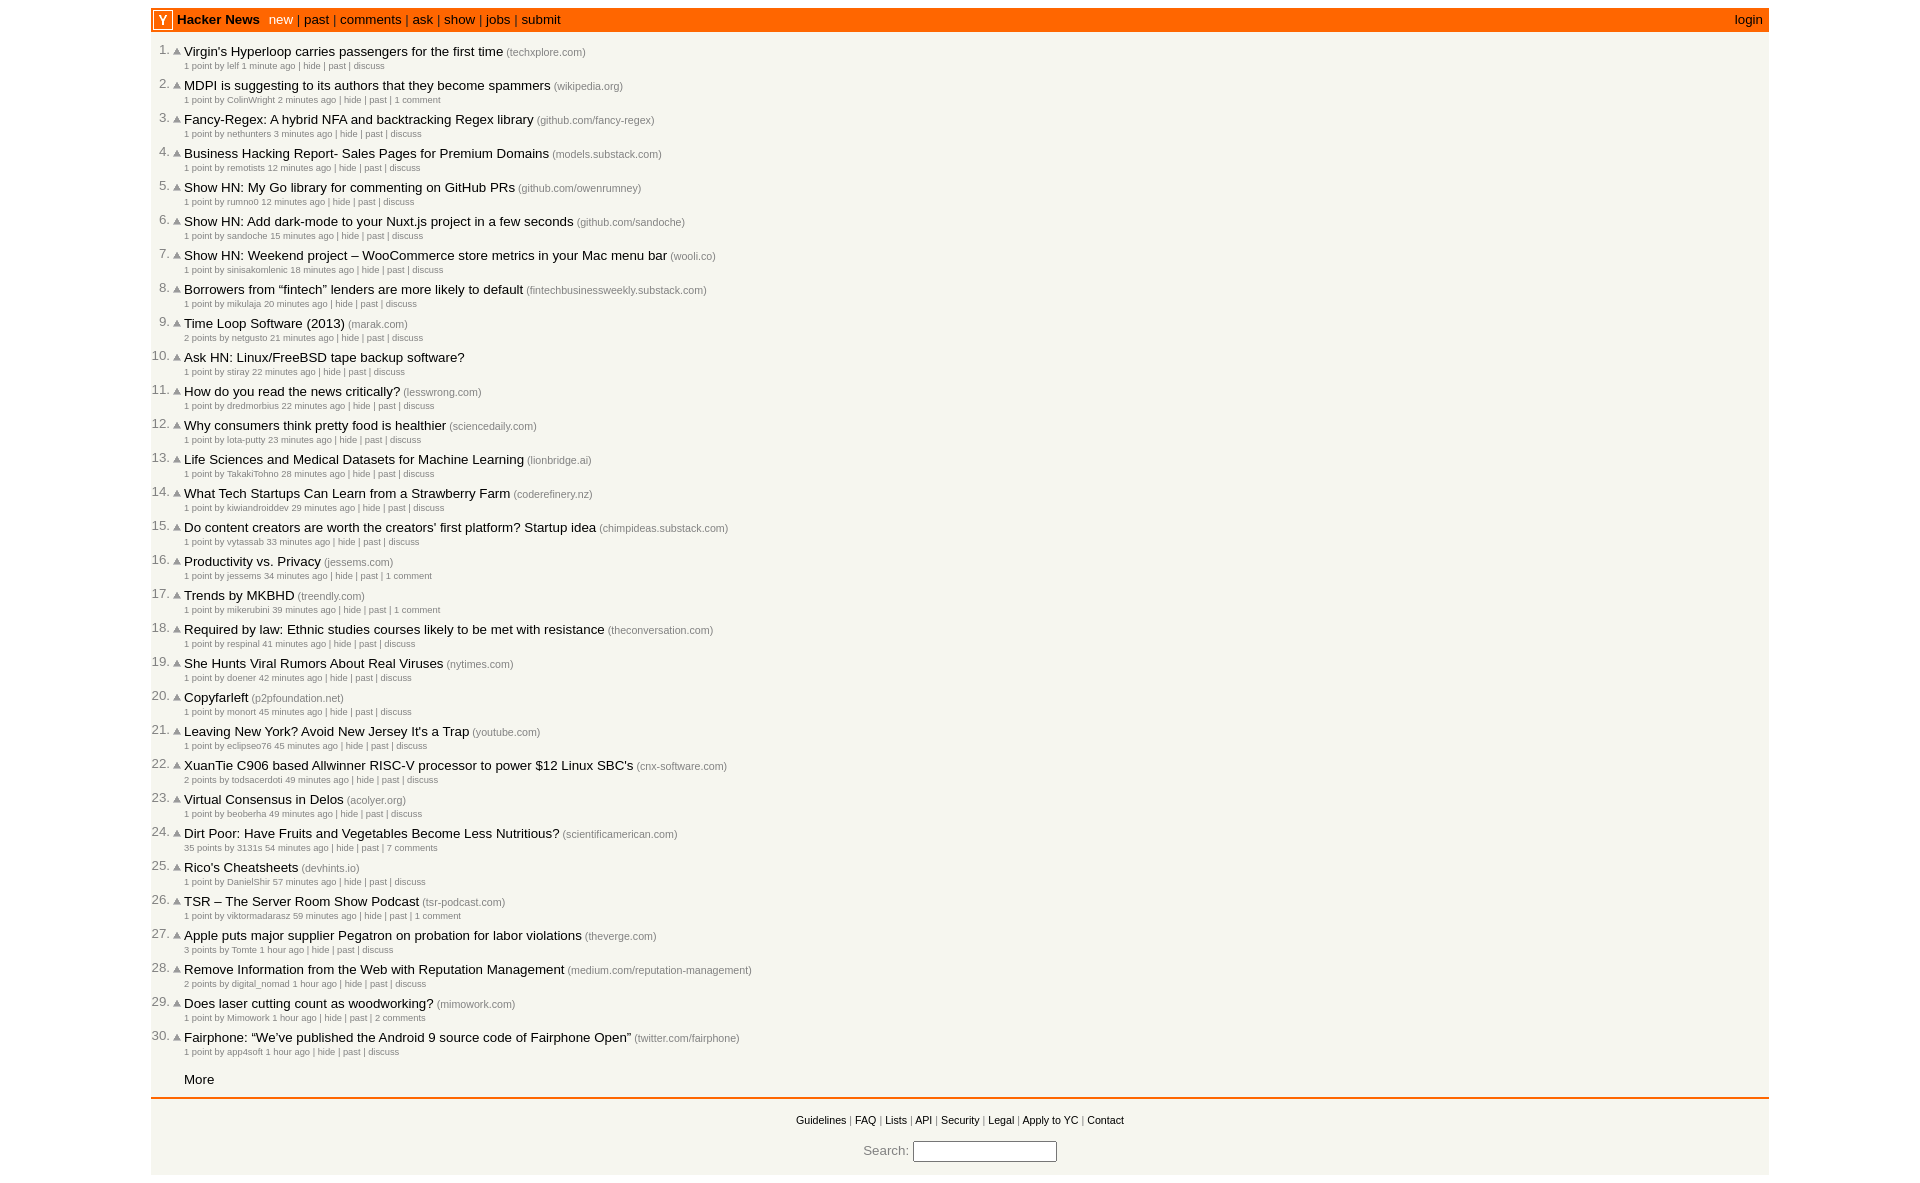 Y Hacker News new | past | comments | ask | show | jobs | submit login
1. Virgin's Hyperloop carries passengers for the first time (techxplore.com)
1 point by lelf 1 minute ago | hide | past | discuss
2. MDPI is suggesting to its authors that they become spammers (wikipedia.org)
1 point by ColinWright 2 minutes ago | hide | past | 1 comment
3. Fancy-Regex: A hybrid NFA and backtracking Regex library (github.com/fancy-regex)
1 point by nethunters 3 minutes ago | hide | past | discuss
4. Business Hacking Report- Sales Pages for Premium Domains (models.substack.com)
1 point by remotists 12 minutes ago | hide | past | discuss
5. Show HN: My Go library for commenting on GitHub PRs (github.com/owenrumney)
1 point by rumno0 12 minutes ago | hide | past | discuss
6. Show HN: Add dark-mode to your Nuxt.js project in a few seconds (github.com/sandoche)
1 point by sandoche 15 minutes ago | hide | past | discuss
7. Show HN: Weekend project – WooCommerce store metrics in your Mac menu bar (wooli.co)
1 point by sinisakomlenic 18 minutes ago | hide | past | discuss
8. Borrowers from “fintech” lenders are more likely to default (fintechbusinessweekly.substack.com)
1 point by mikulaja 20 minutes ago | hide | past | discuss
9. Time Loop Software (2013) (marak.com)
2 points by netgusto 21 minutes ago | hide | past | discuss
10. Ask HN: Linux/FreeBSD tape backup software?
1 point by stiray 22 minutes ago | hide | past | discuss
11. How do you read the news critically? (lesswrong.com)
1 point by dredmorbius 22 minutes ago | hide | past | discuss
12. Why consumers think pretty food is healthier (sciencedaily.com)
1 point by lota-putty 23 minutes ago | hide | past | discuss
13. Life Sciences and Medical Datasets for Machine Learning (lionbridge.ai)
1 point by TakakiTohno 28 minutes ago | hide | past | discuss
14. What Tech Startups Can Learn from a Strawberry Farm (coderefinery.nz)
1 point by kiwiandroiddev 29 minutes ago | hide | past | discuss
15. Do content creators are worth the creators' first platform? Startup idea (chimpideas.substack.com)
1 point by vytassab 33 minutes ago | hide | past | discuss
16. Productivity vs. Privacy (jessems.com)
1 point by jessems 34 minutes ago | hide | past | 1 comment
17. Trends by MKBHD (treendly.com)
1 point by mikerubini 39 minutes ago | hide | past | 1 comment
18. Required by law: Ethnic studies courses likely to be met with resistance (theconversation.com)
1 point by respinal 41 minutes ago | hide | past | discuss
19. She Hunts Viral Rumors About Real Viruses (nytimes.com)
1 point by doener 42 minutes ago | hide | past | discuss
20. Copyfarleft (p2pfoundation.net)
1 point by monort 45 minutes ago | hide | past | discuss
21. Leaving New York? Avoid New Jersey It's a Trap (youtube.com)
1 point by eclipseo76 45 minutes ago | hide | past | discuss
22. XuanTie C906 based Allwinner RISC-V processor to power $12 Linux SBC's (cnx-software.com)
2 points by todsacerdoti 49 minutes ago | hide | past | discuss
23. Virtual Consensus in Delos (acolyer.org)
1 point by beoberha 49 minutes ago | hide | past | discuss
24. Dirt Poor: Have Fruits and Vegetables Become Less Nutritious? (scientificamerican.com)
35 points by 3131s 54 minutes ago | hide | past | 7 comments
25. Rico's Cheatsheets (devhints.io)
1 point by DanielShir 57 minutes ago | hide | past | discuss
26. TSR – The Server Room Show Podcast (tsr-podcast.com)
1 point by viktormadarasz 59 minutes ago | hide | past | 1 comment
27. Apple puts major supplier Pegatron on probation for labor violations (theverge.com)
3 points by Tomte 1 hour ago | hide | past | discuss
28. Remove Information from the Web with Reputation Management (medium.com/reputation-management)
2 points by digital_nomad 1 hour ago | hide | past | discuss
29. Does laser cutting count as woodworking? (mimowork.com)
1 point by Mimowork 1 hour ago | hide | past | 2 comments
30. Fairphone: “We’ve published the Android 9 source code of Fairphone Open” (twitter.com/fairphone)
1 point by app4soft 1 hour ago | hide | past | discuss
More
Guidelines | FAQ | Lists | API | Security | Legal | Apply to YC | Contact
Search: